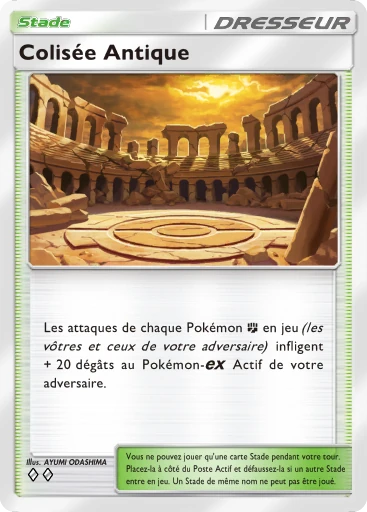 Stade
DRESSEUR
Colisée Antique
Les attaques de chaque Pokémon en jeu (les
vôtres et ceux de votre adversaire) infligent
+ 20 dégâts au Pokémon-ex Actif de votre
adversaire.
Illus. AYUMI ODASHIMA
Vous ne pouvez jouer qu'une carte Stade pendant votre tour.
Placez-la à côté du Poste Actif et défaussez-la si un autre Stade
entre en jeu. Un Stade de même nom ne peut pas être joué.